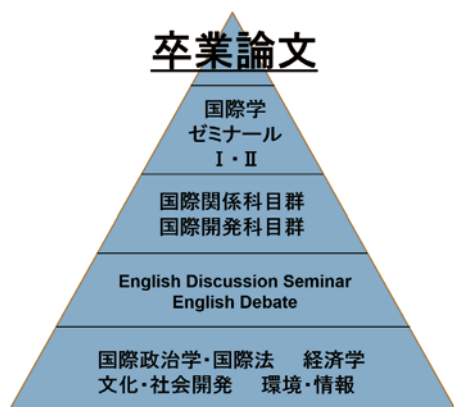 卒業論文
国際学
ゼミナール
Ⅰ・Ⅱ
国際関係科目群
国際開発科目群
English Discussion Seminar
English Debate
国際政治学・国際法　経済学
文化・社会開発　環境・情報